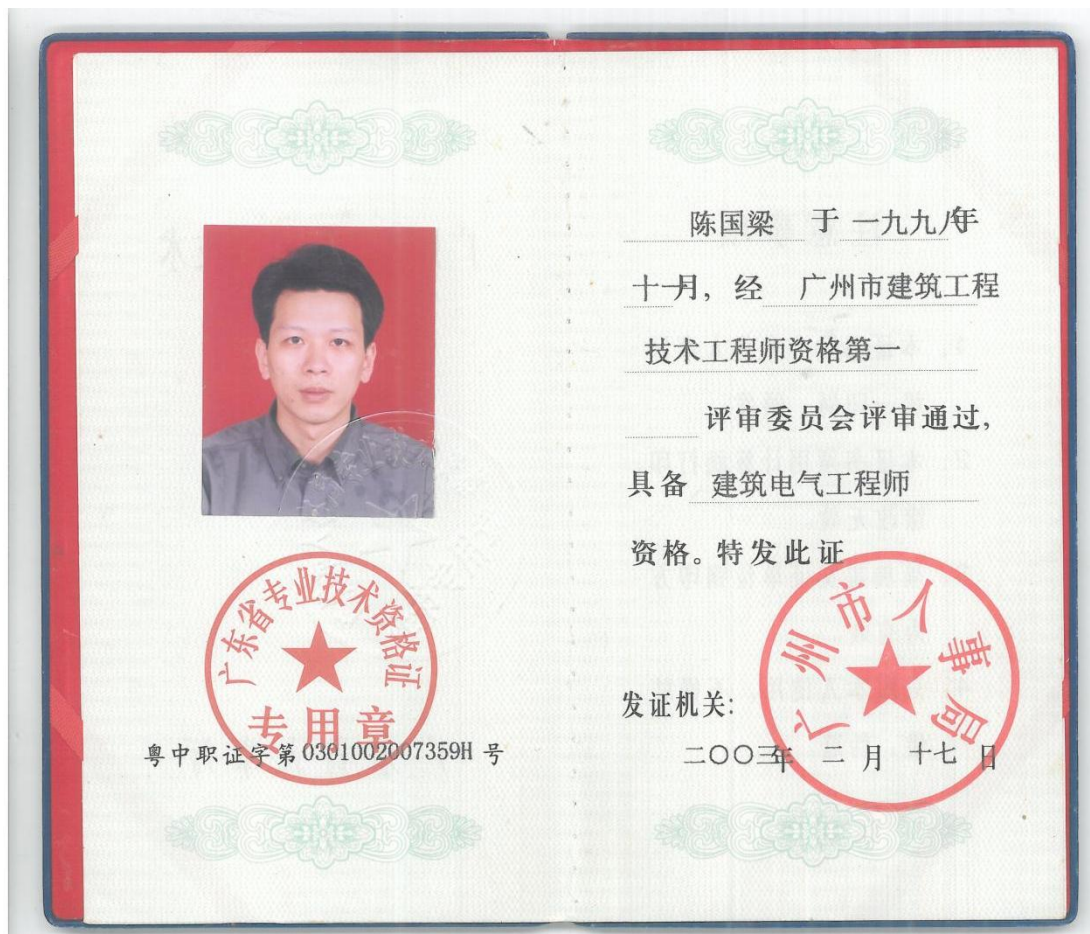 广东省专业技术资格证
专用章
粤中职证字第0301002007359H 号
陈国梁 于 一九九八年
十一月，经 广州市建筑工程
技术工程师资格第一
评审委员会评审通过，
具备 建筑电气工程师
资格。特发此证
广州市人事局
发证机关：
二〇〇三年 二 月 十七 日